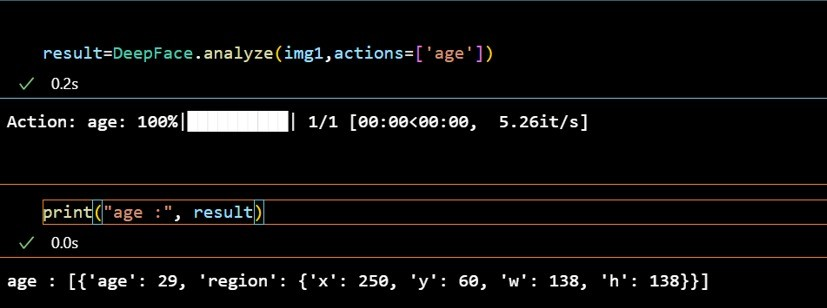 result=DeepFace.analyze(img1,actions=['age'])
0.2s
Action: age: 100%|██████████| 1/1 [00:00<00:00,  5.26it/s]
print("age :", result)
0.0s
age : [{'age': 29, 'region': {'x': 250, 'y': 60, 'w': 138, 'h': 138}}]